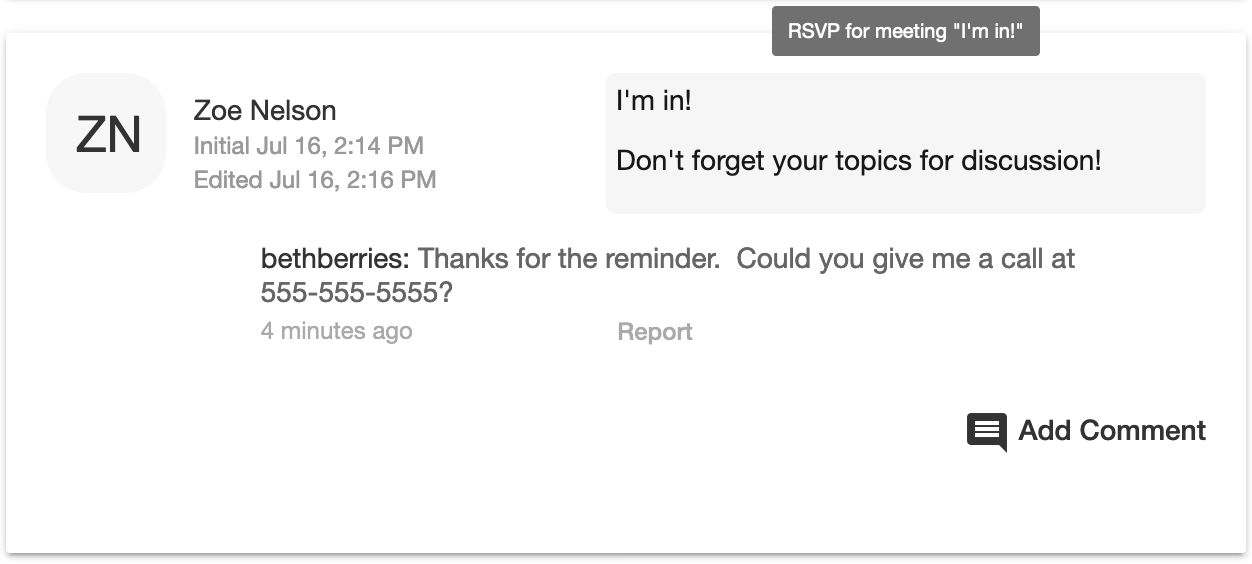 RSVP for meeting "I'm in!"
ZN
Zoe Nelson
Initial Jul 16, 2:14 PM
Edited Jul 16, 2:16 PM
I'm in!
Don't forget your topics for discussion!
bethberries: Thanks for the reminder.  Could you give me a call at
555-555-5555?
4 minutes ago
Report
Add Comment